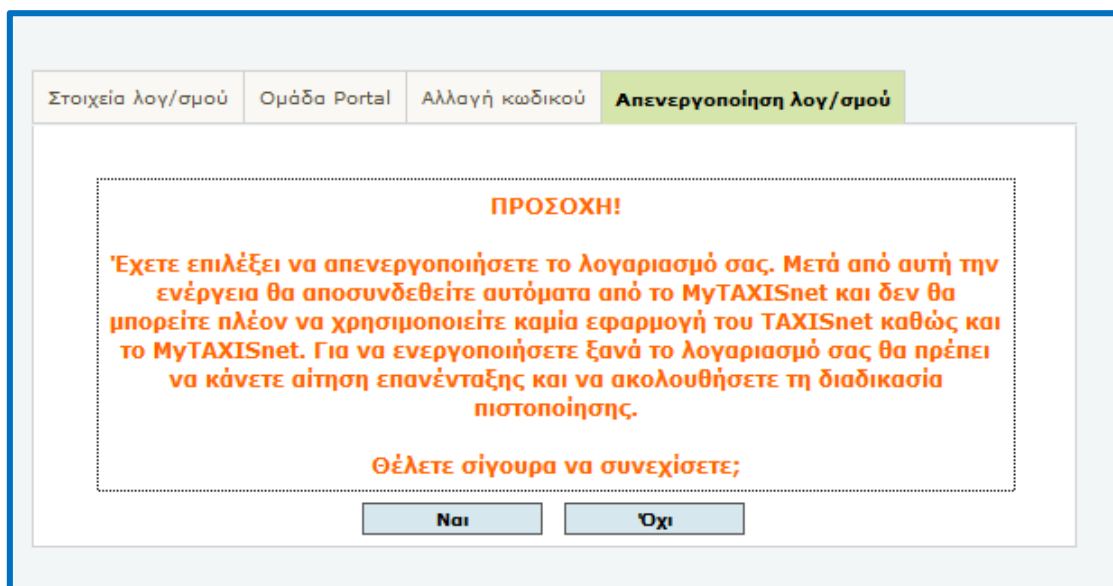 Στοιχεία λογ/σμού Ομάδα Portal Αλλαγή κωδικού Απενεργοποίηση λογ/σμού
ΠΡΟΣΟΧΗ!
Έχετε επιλέξει να απενεργοποιήσετε το λογαριασμό σας. Μετά από αυτή την
ενέργεια θα αποσυνδεθείτε αυτόματα από το MyTAXISnet και δεν θα
μπορείτε πλέον να χρησιμοποιείτε καμία εφαρμογή του TAXISnet καθώς και
το MyTAXISnet. Για να ενεργοποιήσετε ξανά το λογαριασμό σας θα πρέπει
να κάνετε αίτηση επανένταξης και να ακολουθήσετε τη διαδικασία
πιστοποίησης.
Θέλετε σίγουρα να συνεχίσετε;
Ναι Όχι